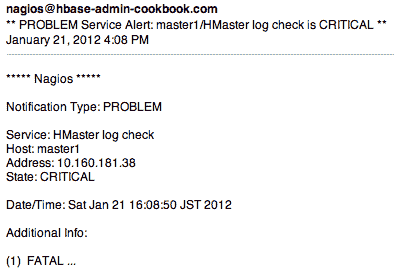 nagios@hbase-admin-cookbook.com
** PROBLEM Service Alert: master1/HMaster log check is CRITICAL **
January 21, 2012 4:08 PM
***** Nagios *****
Notification Type: PROBLEM
Service: HMaster log check
Host: master1
Address: 10.160.181.38
State: CRITICAL
Date/Time: Sat Jan 21 16:08:50 JST 2012
Additional Info:
(1) FATAL ...